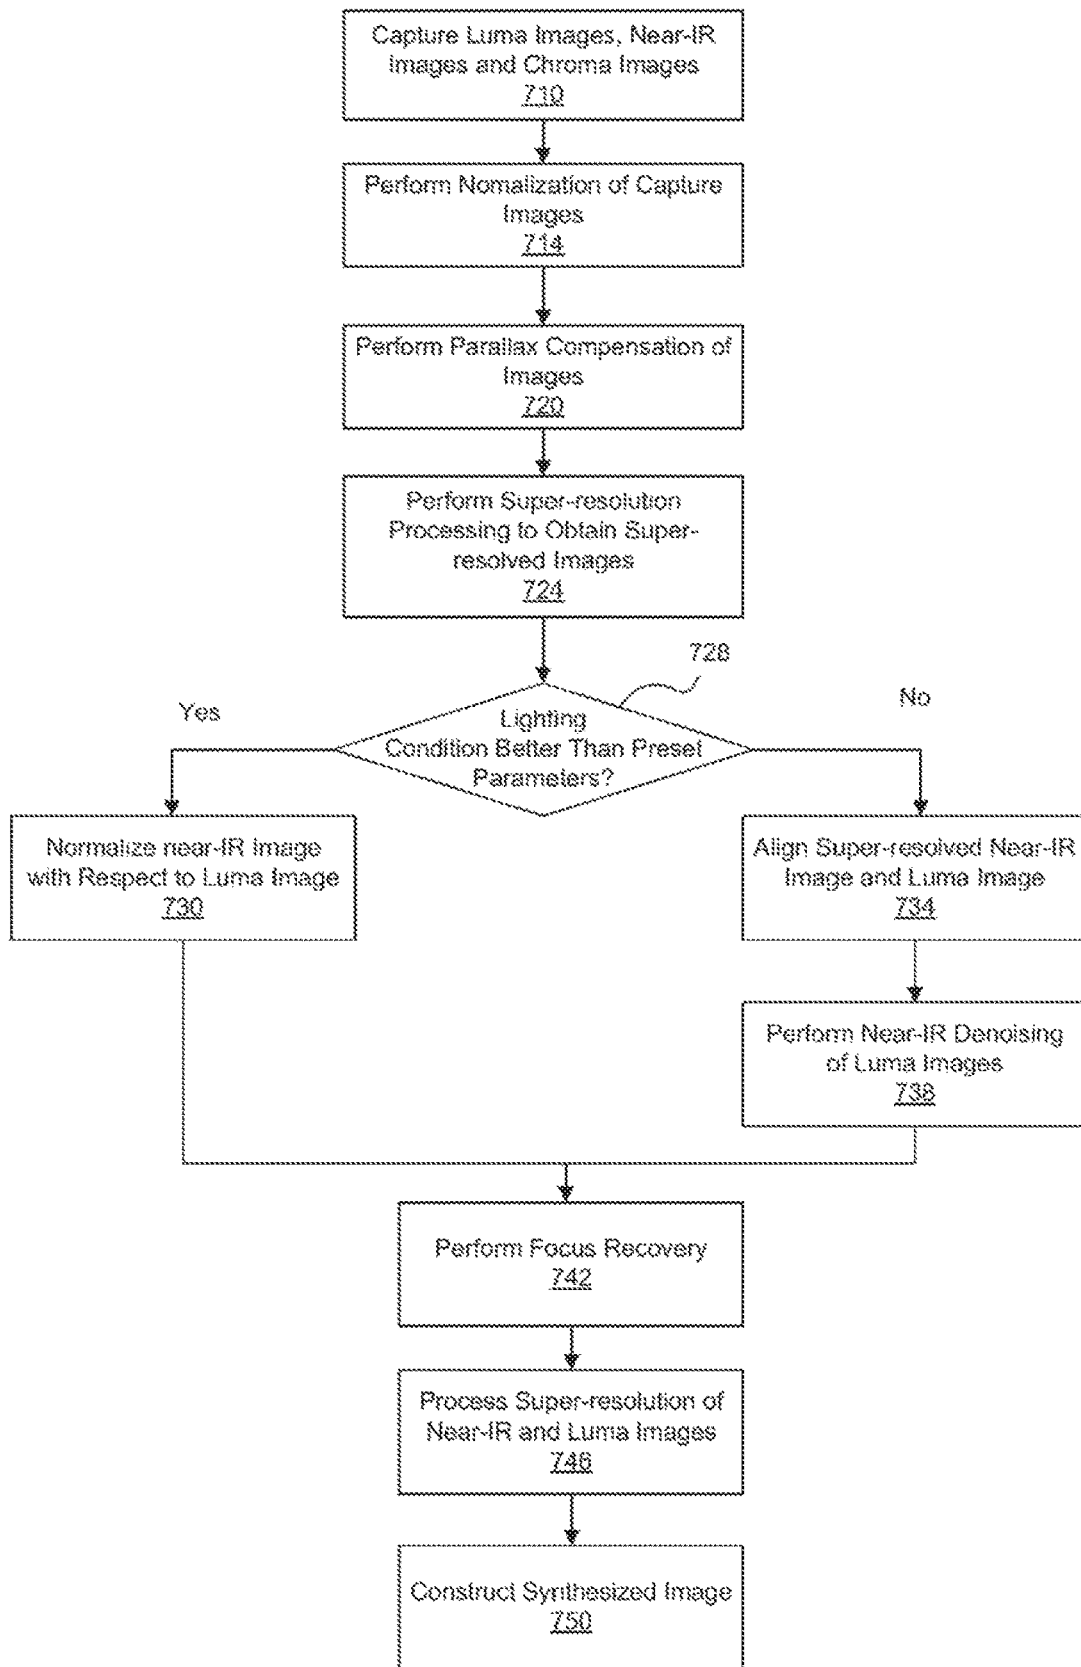 Capture Luma Images, Near-IR
Images and Chroma Images
710
Perform Nomalization of Capture
Images
714
Perform Parallax Compensation of
Images
720
Perform Super-resolution
Processing to Obtain Super-
resolved Images
724
728
Yes
No
Lighting
Condition Better Than Preset
Parameters?
Normalize near-IR Image
with Respect to Luma Image
730
Align Super-resolved Near-IR
Image and Luma Image
734
Perform Near-IR Denoising
of Luma Images
738
Perform Focus Recovery
742
Process Super-resolution of
Near-IR and Luma Images
746
Construct Synthesized Image
750